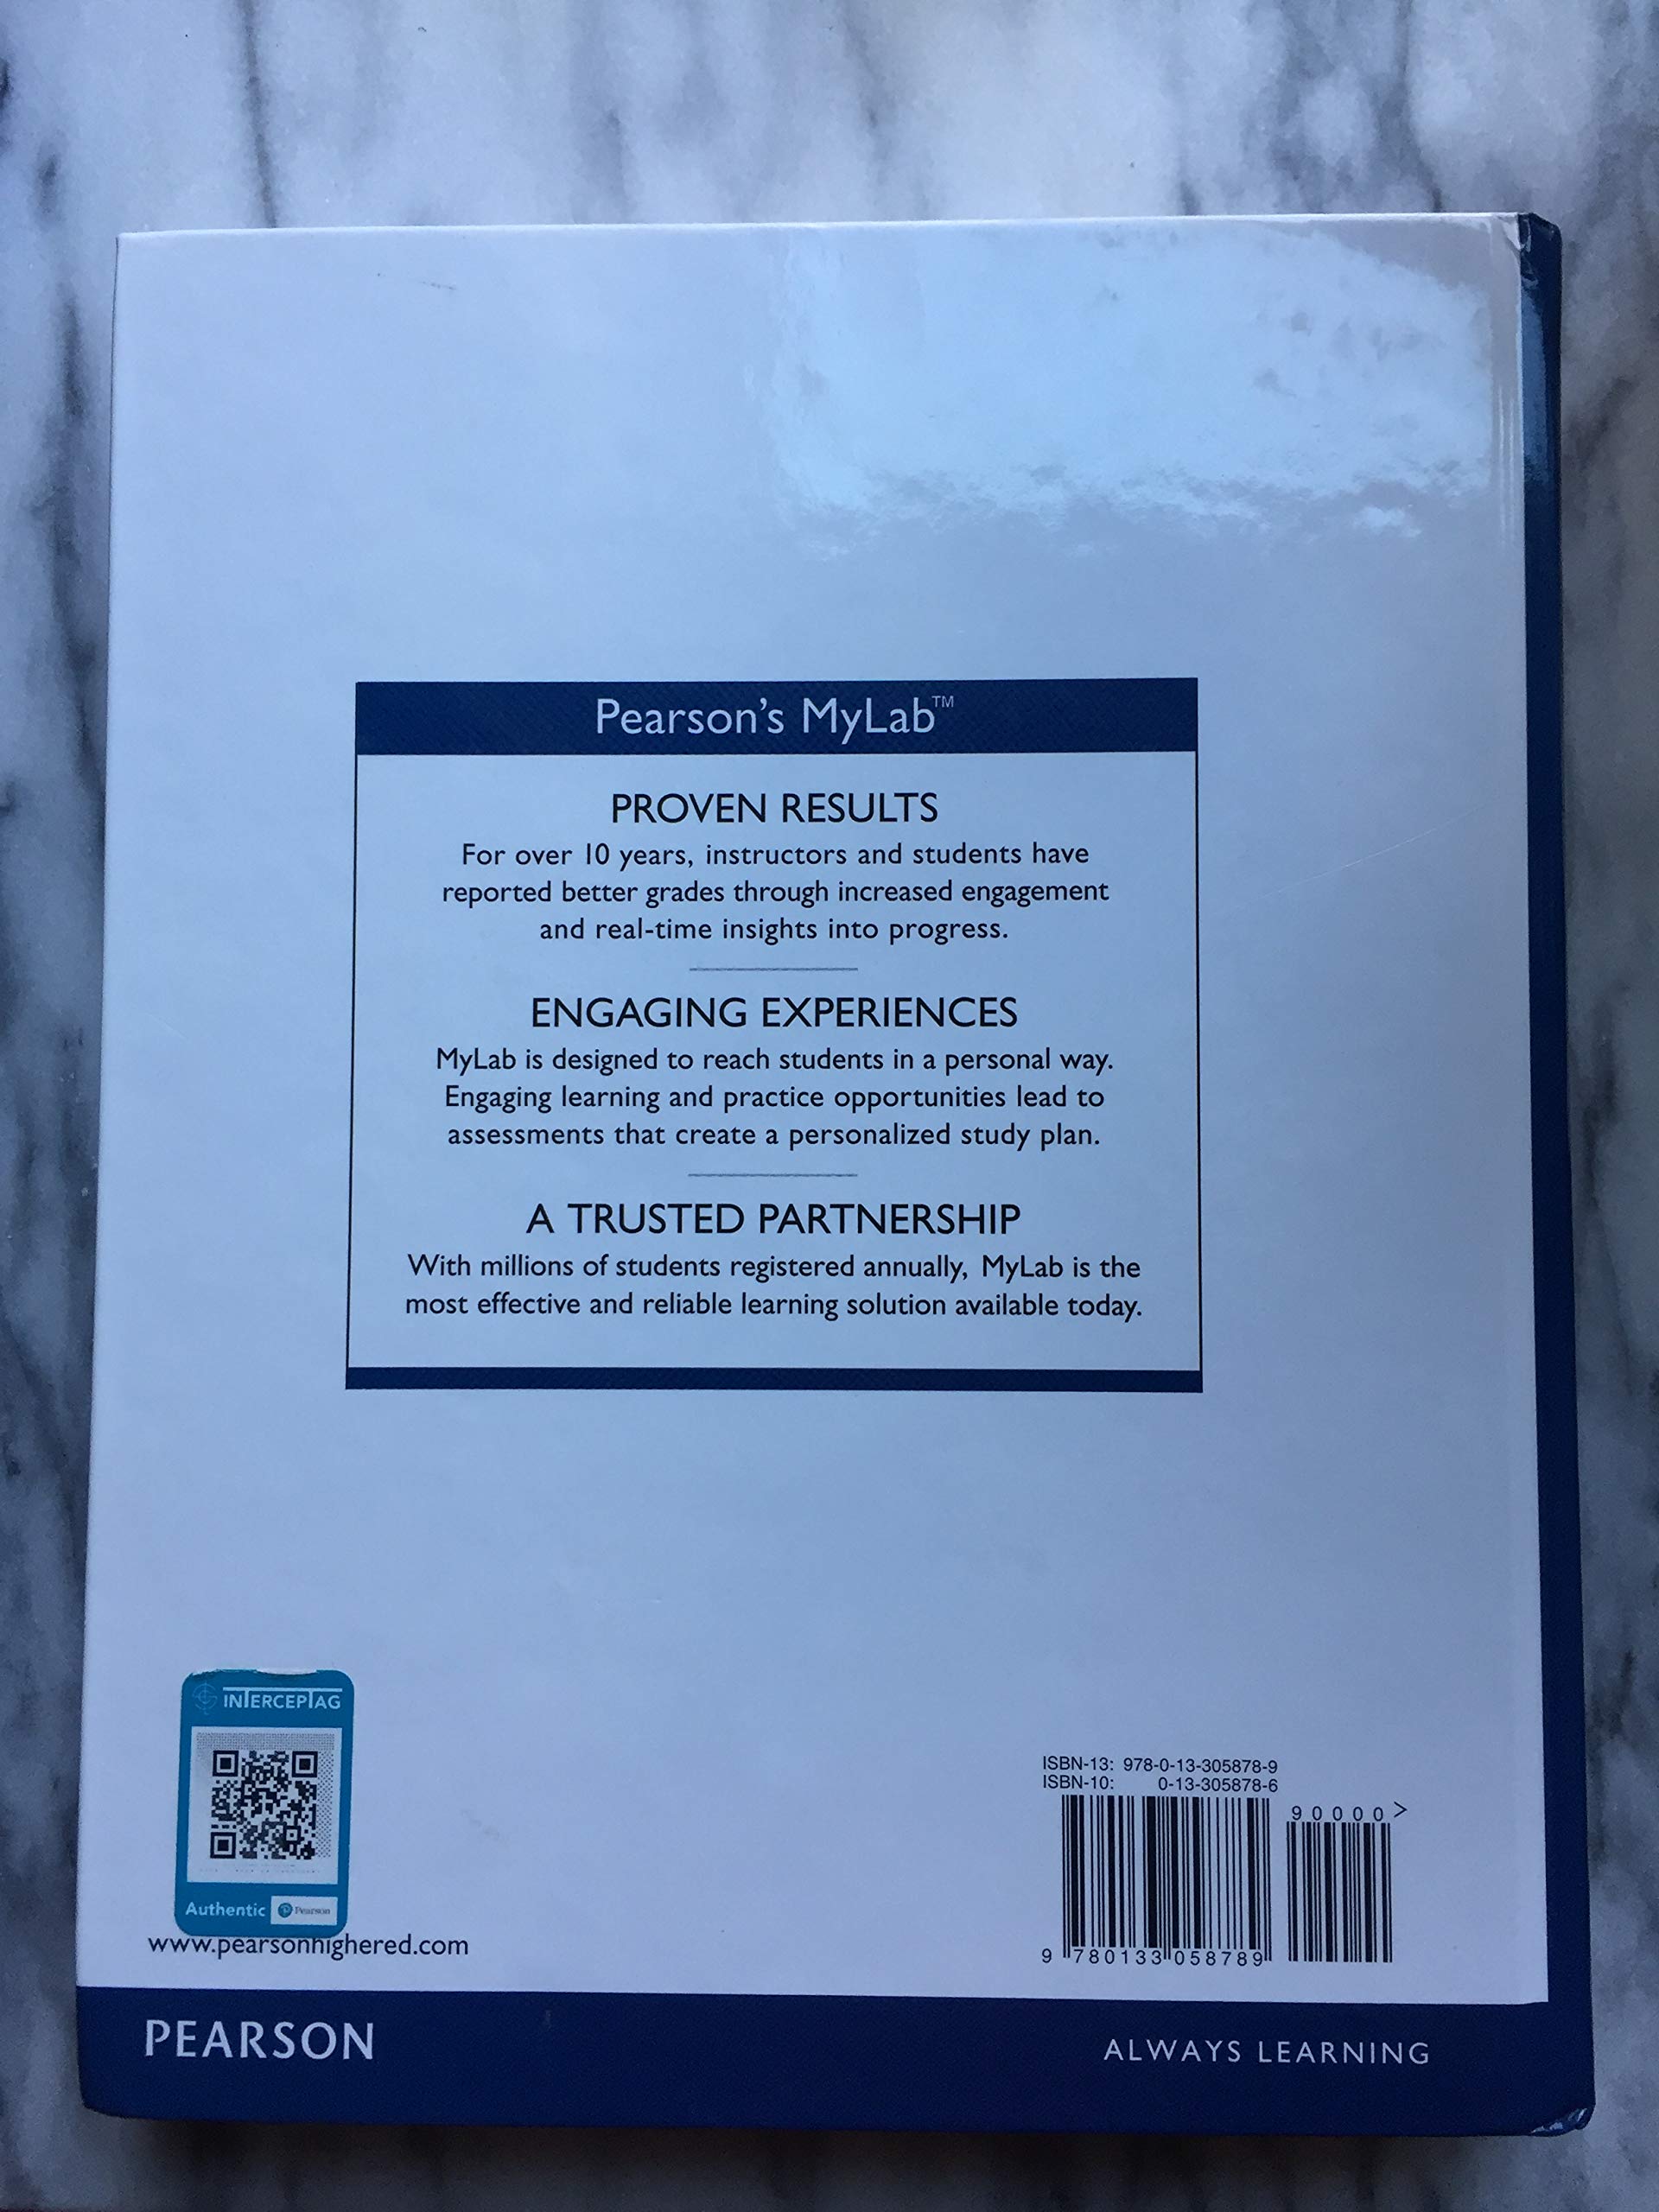 Pearson's MyLab™
PROVEN RESULTS
For over 10 years, instructors and students have
reported better grades through increased engagement
and real-time insights into progress.
ENGAGING EXPERIENCES
MyLab is designed to reach students in a personal way.
Engaging learning and practice opportunities lead to
assessments that create a personalized study plan.
A TRUSTED PARTNERSHIP
With millions of students registered annually, MyLab is the
most effective and reliable learning solution available today.
INTERCEPTAG
Authentic Pearson
www.pearsonhighered.com
ISBN-13: 978-0-13-305878-9
ISBN-10: 0-13-305878-6
90000>
9 780133 058789
PEARSON
ALWAYS LEARNING